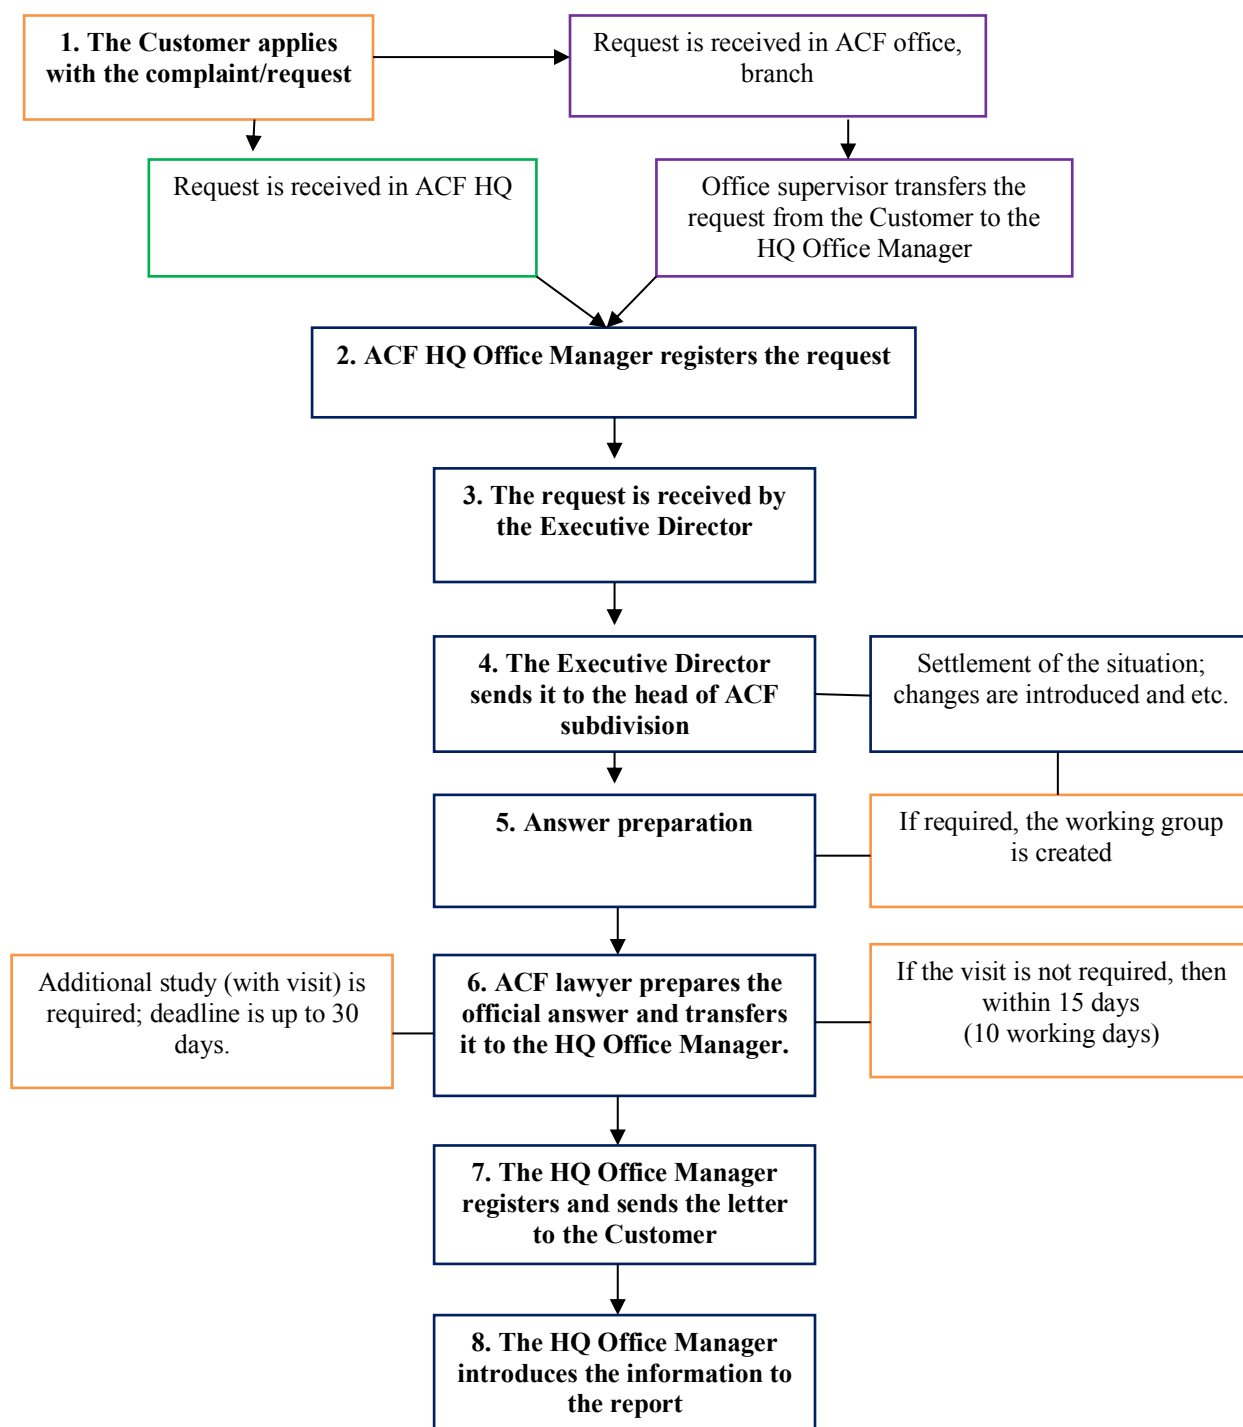 1. The Customer applies
with the complaint/request
Request is received in ACF office,
branch
Request is received in ACF HQ
Office supervisor transfers the
request from the Customer to the
HQ Office Manager
2. ACF HQ Office Manager registers the request
3. The request is received by
the Executive Director
4. The Executive Director
sends it to the head of ACF
subdivision
Settlement of the situation;
changes are introduced and etc.
5. Answer preparation
If required, the working group
is created
Additional study (with visit) is
required; deadline is up to 30
days.
6. ACF lawyer prepares the
official answer and transfers
it to the HQ Office Manager.
If the visit is not required, then
within 15 days
(10 working days)
7. The HQ Office Manager
registers and sends the letter
to the Customer
8. The HQ Office Manager
introduces the information to
the report